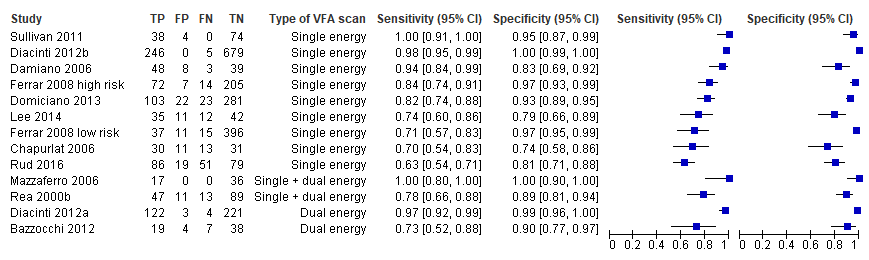 Study TP FP FN TN Type of VFA scan Sensitivity (95% CI) Specificity (95% CI) Sensitivity (95% CI) Specificity (95% CI)
Sullivan 2011 38 4 0 74 Single energy 1.00 [0.91, 1.00] 0.95 [0.87, 0.99]
Diacinti 2012b 246 0 5 679 Single energy 0.98 [0.95, 0.99] 1.00 [0.99, 1.00]
Damiano 2006 48 8 3 39 Single energy 0.94 [0.84, 0.99] 0.83 [0.69, 0.92]
Ferrar 2008 high risk 72 7 14 205 Single energy 0.84 [0.74, 0.91] 0.97 [0.93, 0.99]
Domiciano 2013 103 22 23 281 Single energy 0.82 [0.74, 0.88] 0.93 [0.89, 0.95]
Lee 2014 35 11 12 42 Single energy 0.74 [0.60, 0.86] 0.79 [0.66, 0.89]
Ferrar 2008 low risk 37 11 15 396 Single energy 0.71 [0.57, 0.83] 0.97 [0.95, 0.99]
Chapurlat 2006 30 11 13 31 Single energy 0.70 [0.54, 0.83] 0.74 [0.58, 0.86]
Rud 2016 86 19 51 79 Single energy 0.63 [0.54, 0.71] 0.81 [0.71, 0.88]
Mazzaferro 2006 17 0 0 36 Single + dual energy 1.00 [0.80, 1.00] 1.00 [0.90, 1.00]
Rea 2000b 47 11 13 89 Single + dual energy 0.78 [0.66, 0.88] 0.89 [0.81, 0.94]
Diacinti 2012a 122 3 4 221 Dual energy 0.97 [0.92, 0.99] 0.99 [0.96, 1.00]
Bazzocchi 2012 19 4 7 38 Dual energy 0.73 [0.52, 0.88] 0.90 [0.77, 0.97]
0 0.2 0.4 0.6 0.8 1 0 0.2 0.4 0.6 0.8 1